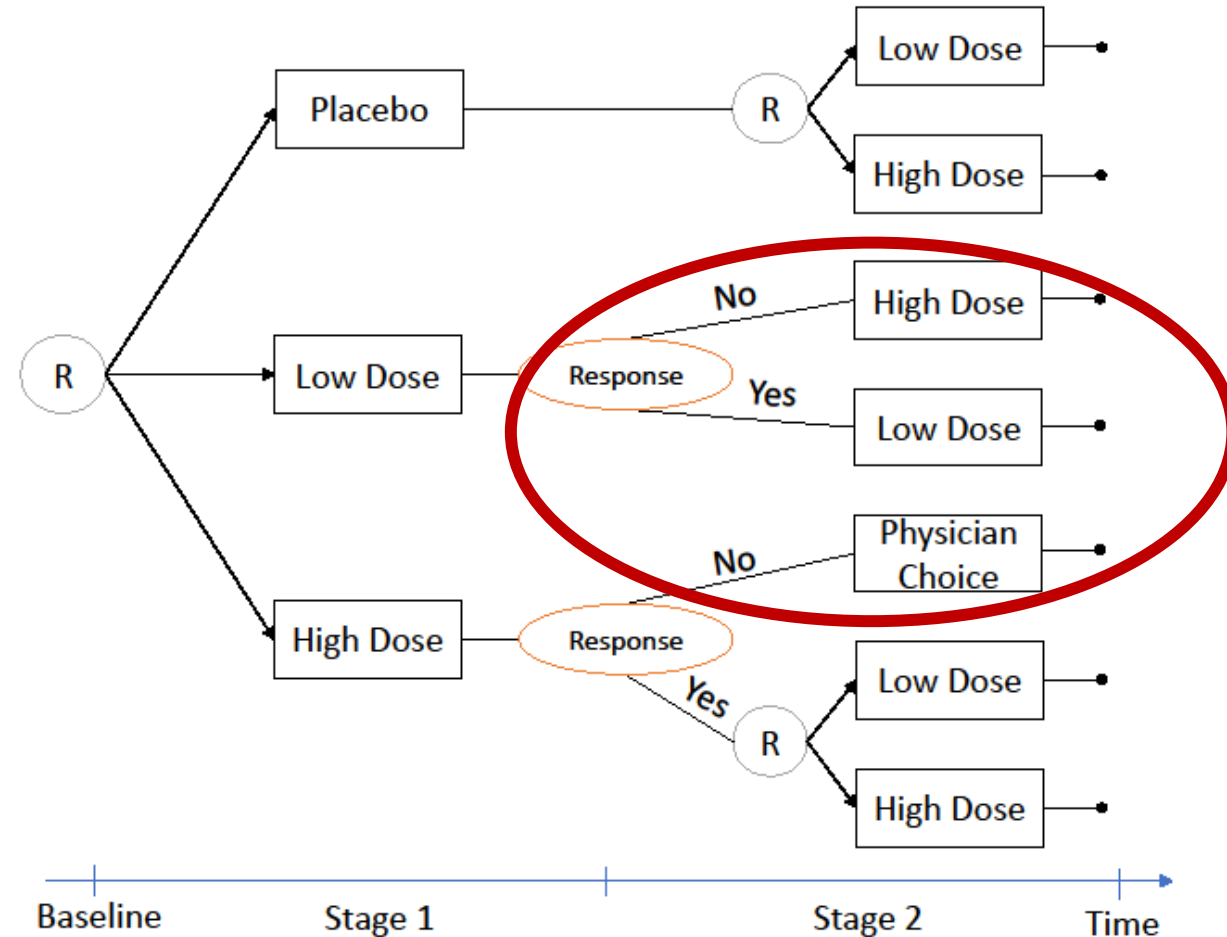 Low Dose
Placebo
R
High Dose
No
High Dose
R
Low Dose
Response
Yes
Low Dose
Physician
Choice
No
High Dose
Response
Yes
Low Dose
R
High Dose
Baseline
Stage 1
Stage 2
Time